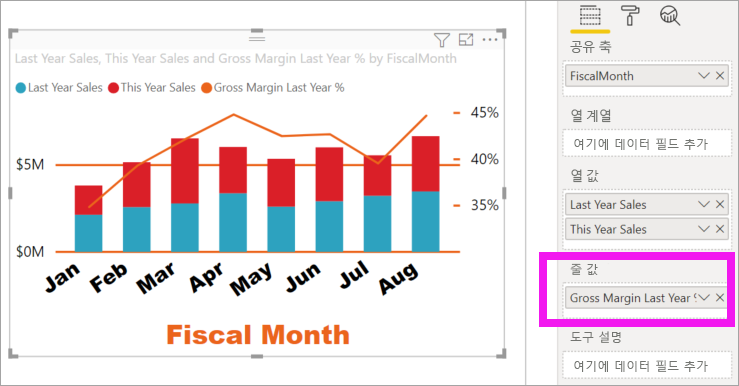 Last Year Sales, This Year Sales and Gross Margin Last Year % by FiscalMonth
Last Year Sales This Year Sales Gross Margin Last Year %
45%
$5M
40%
35%
$0M
Jan Feb Mar Apr May Jun Jul Aug
Fiscal Month
공유 축
FiscalMonth
열 계열
여기에 데이터 필드 추가
열 값
Last Year Sales
This Year Sales
줄 값
Gross Margin Last Year %
도구 설명
여기에 데이터 필드 추가